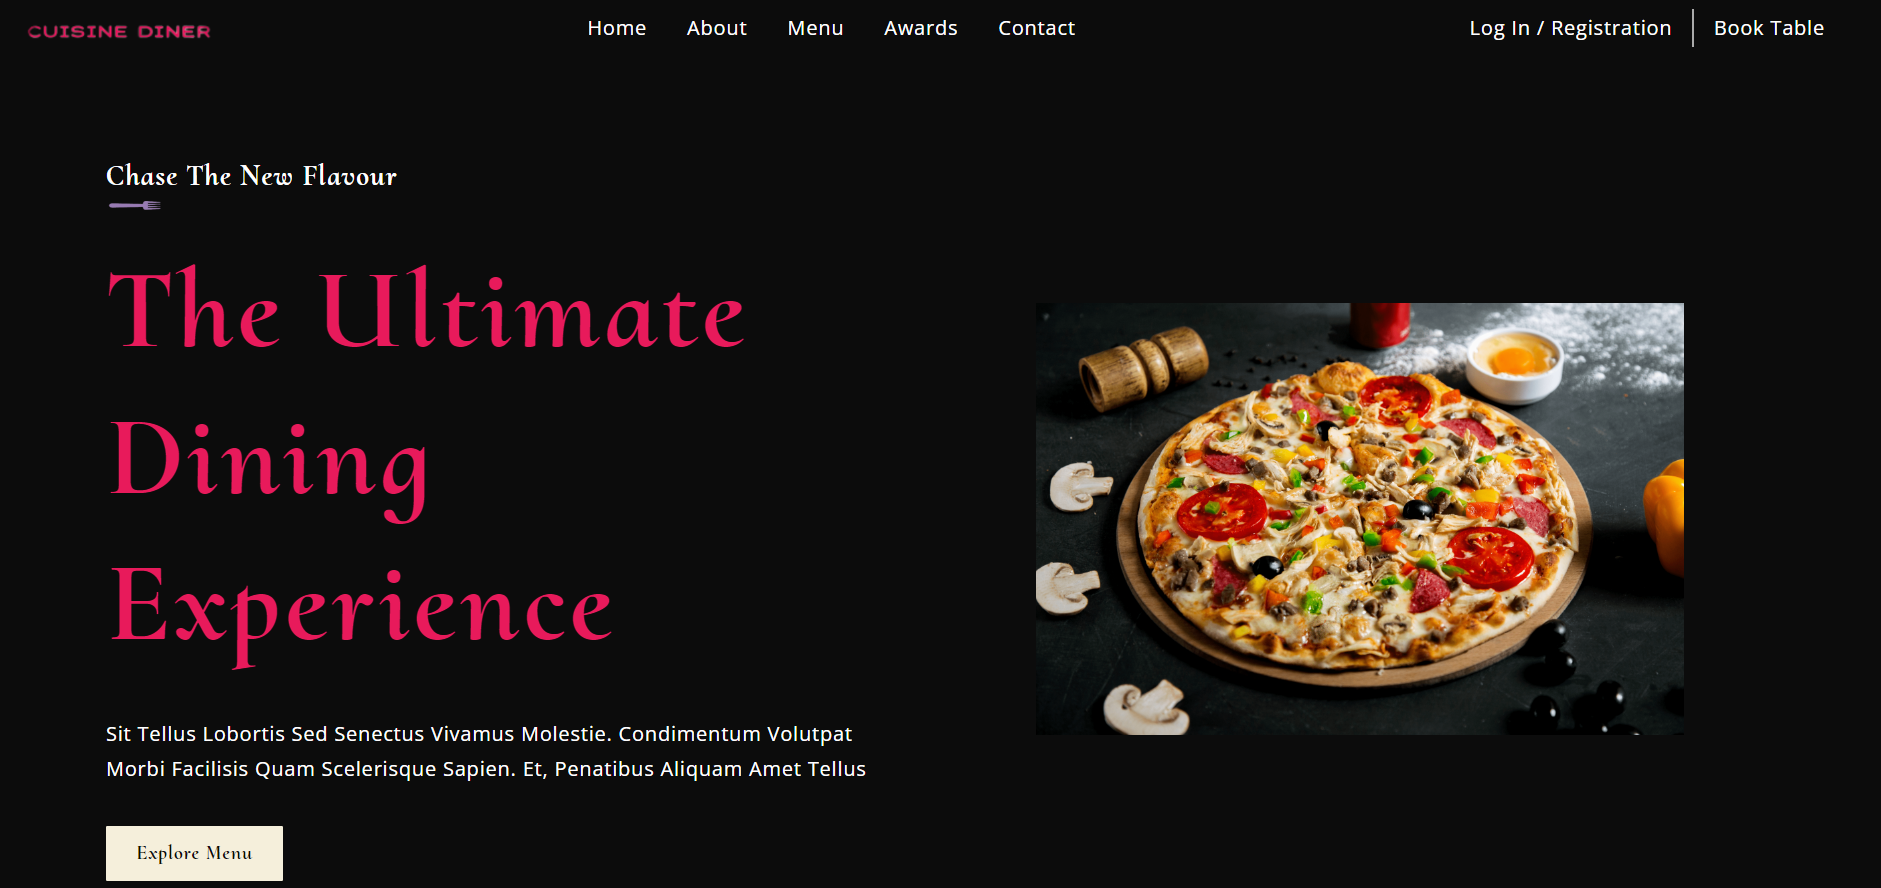 CUISINE DINER
Home About Menu Awards Contact
Log In / Registration Book Table
Chase The New Flavour
The Ultimate
Dining
Experience
Sit Tellus Lobortis Sed Senectus Vivamus Molestie. Condimentum Volutpat
Morbi Facilisis Quam Scelerisque Sapien. Et, Penatibus Aliquam Amet Tellus
Explore Menu